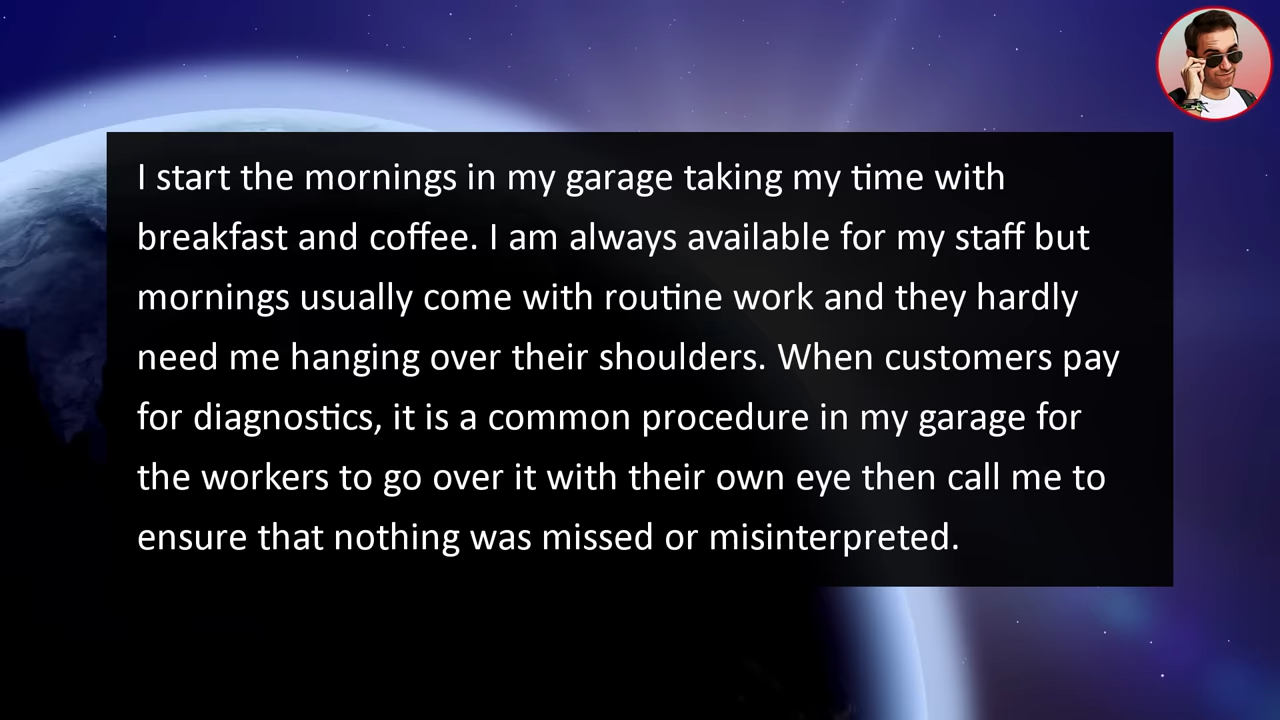 I start the mornings in my garage taking my time with
breakfast and coffee. I am always available for my staff but
mornings usually come with routine work and they hardly
need me hanging over their shoulders. When customers pay
for diagnostics, it is a common procedure in my garage for
the workers to go over it with their own eye then call me to
ensure that nothing was missed or misinterpreted.